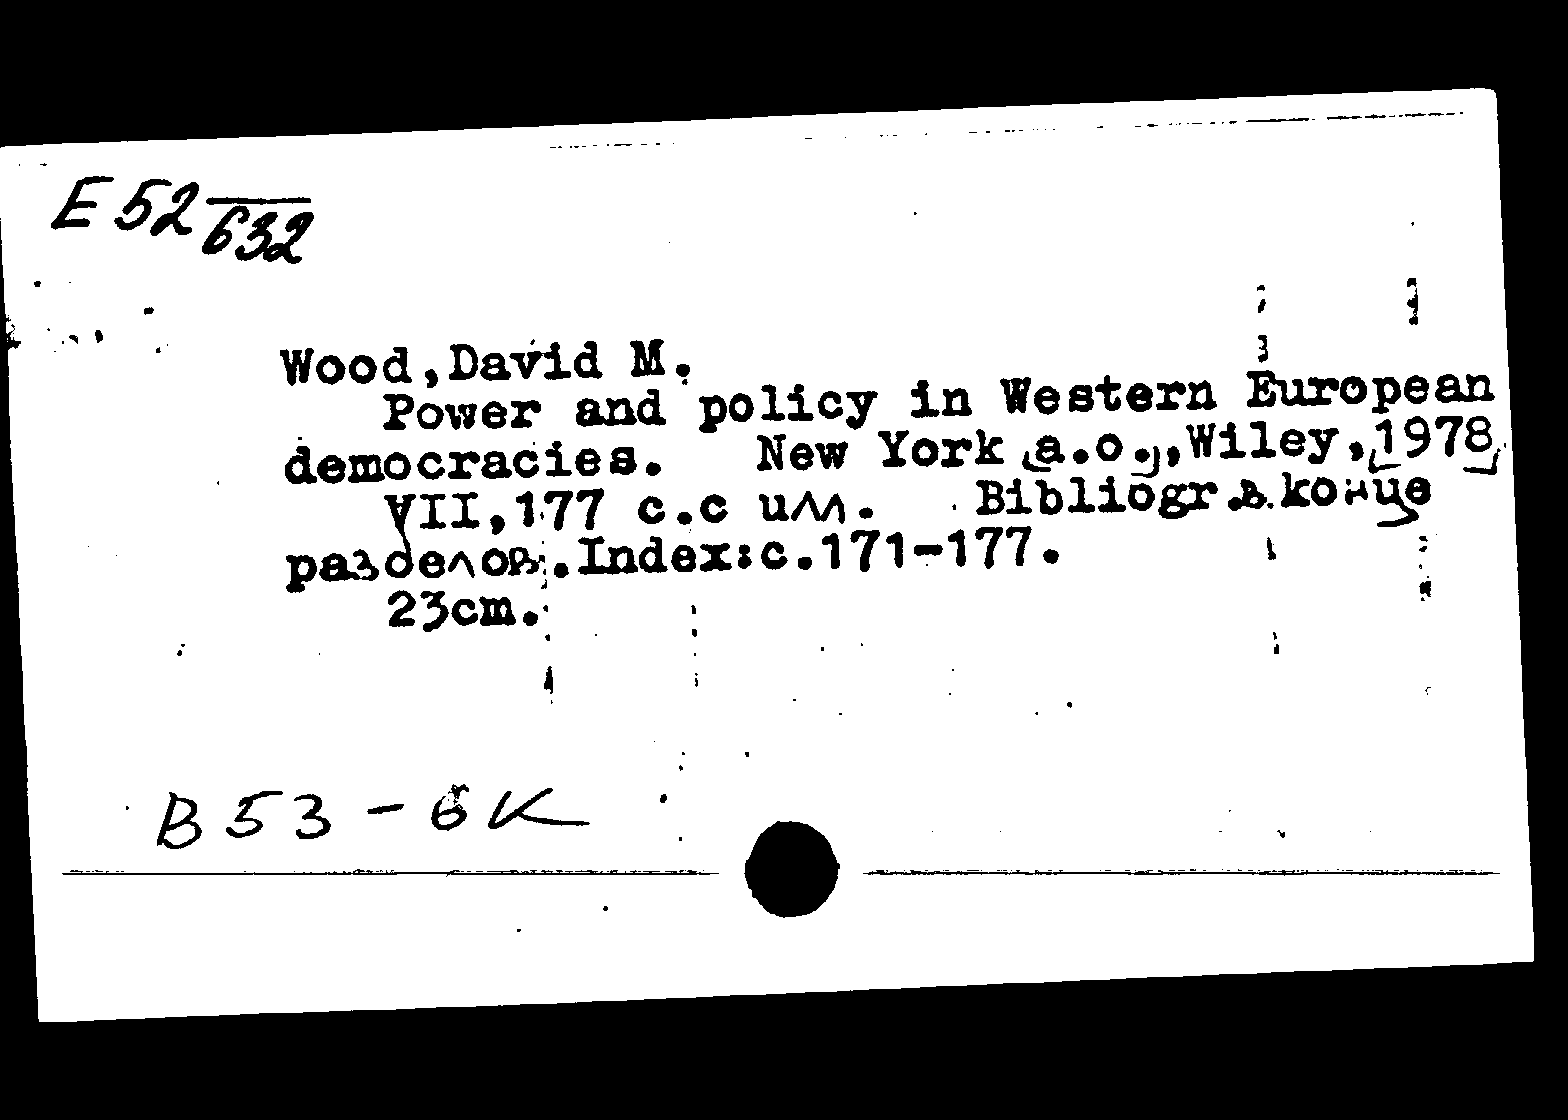 E 52/632
Wood, David M.
Power and policy in Western European
democracies. New York [a.o.], Wiley, [1978]
VII, 177 c.c илл. Bibliogr. в конце
разделов. Index: c.171-177.
23cm.
B53-6K